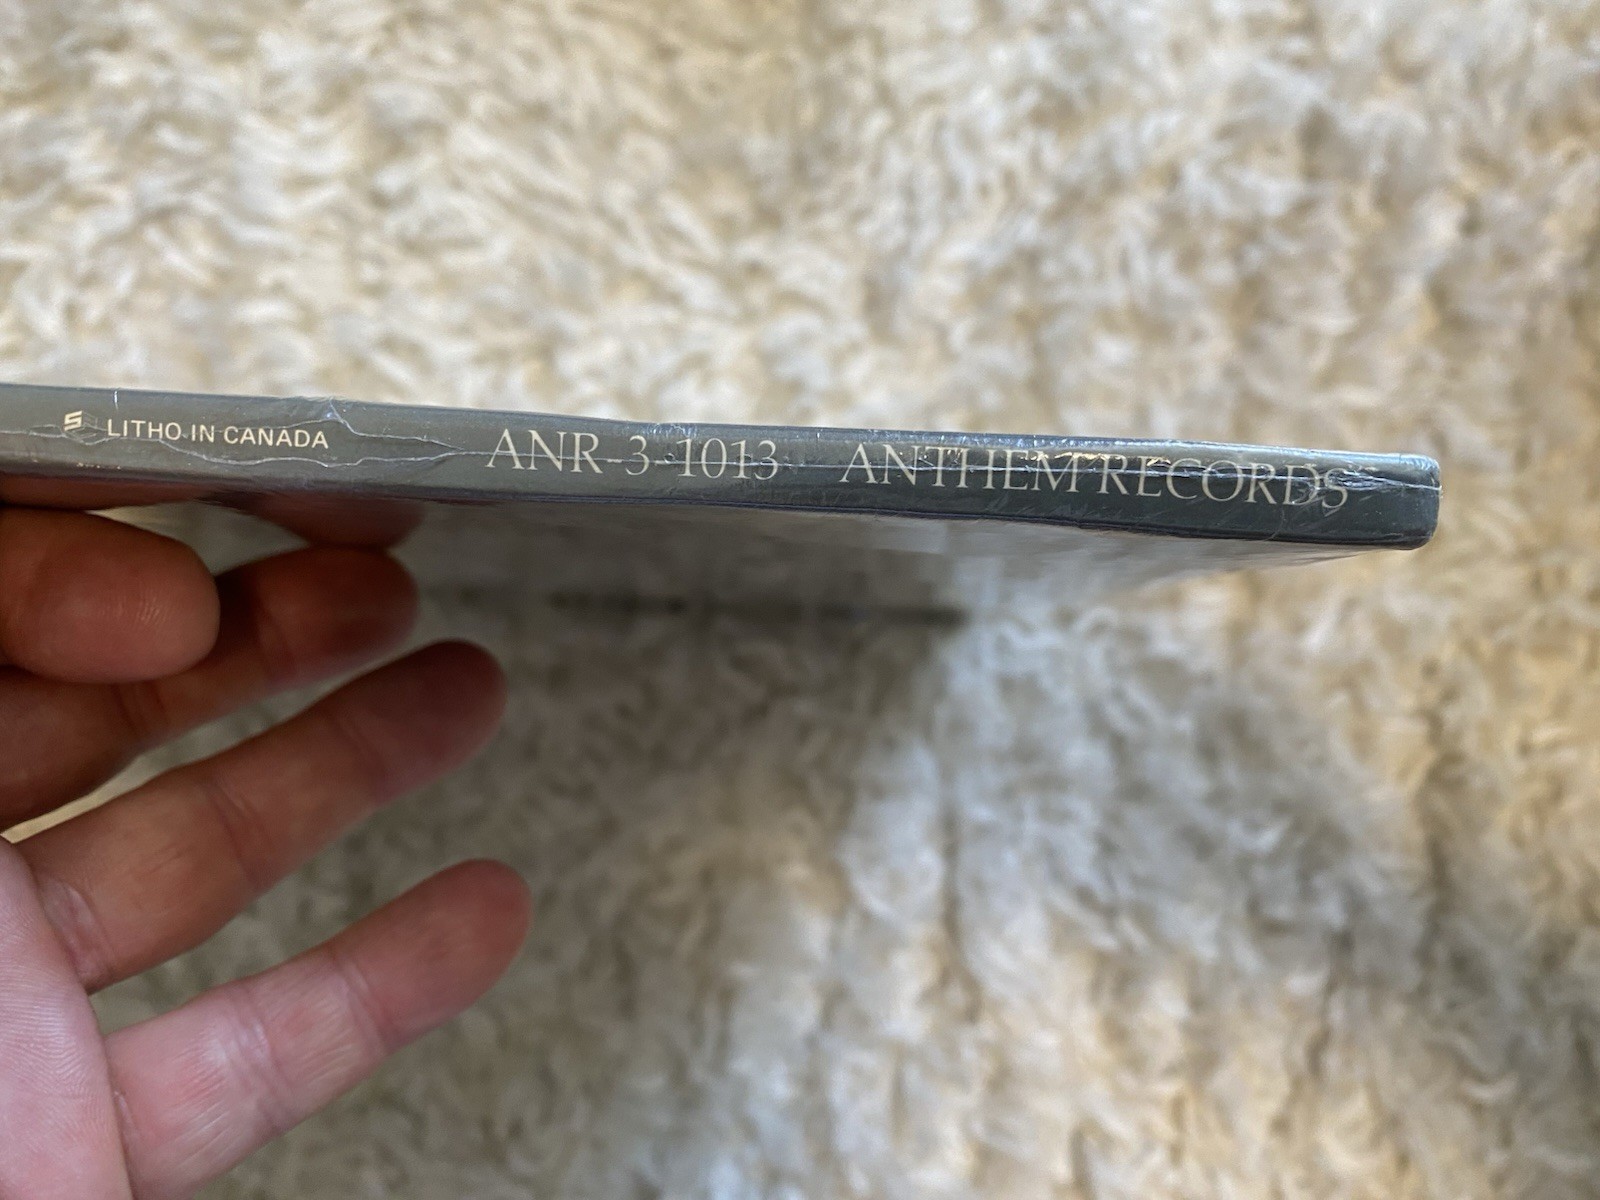 LITHO IN CANADA ANR-3-1013 ANTHEM RECORDS